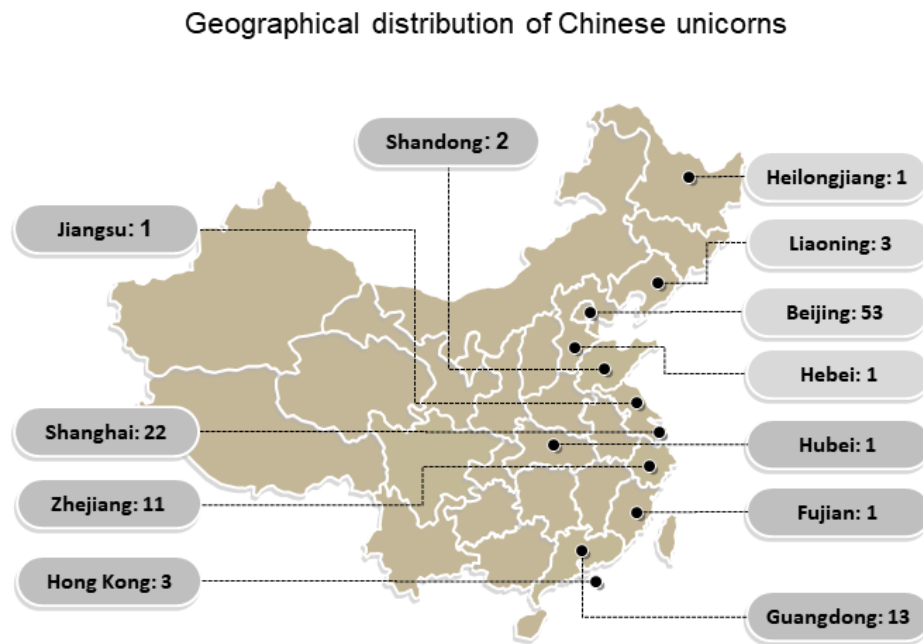 Geographical distribution of Chinese unicorns
Shandong: 2
Heilongjiang: 1
Jiangsu: 1
Liaoning: 3
Beijing: 53
Hebei: 1
Shanghai: 22
Hubei: 1
Zhejiang: 11
Fujian: 1
Hong Kong: 3
Guangdong: 13